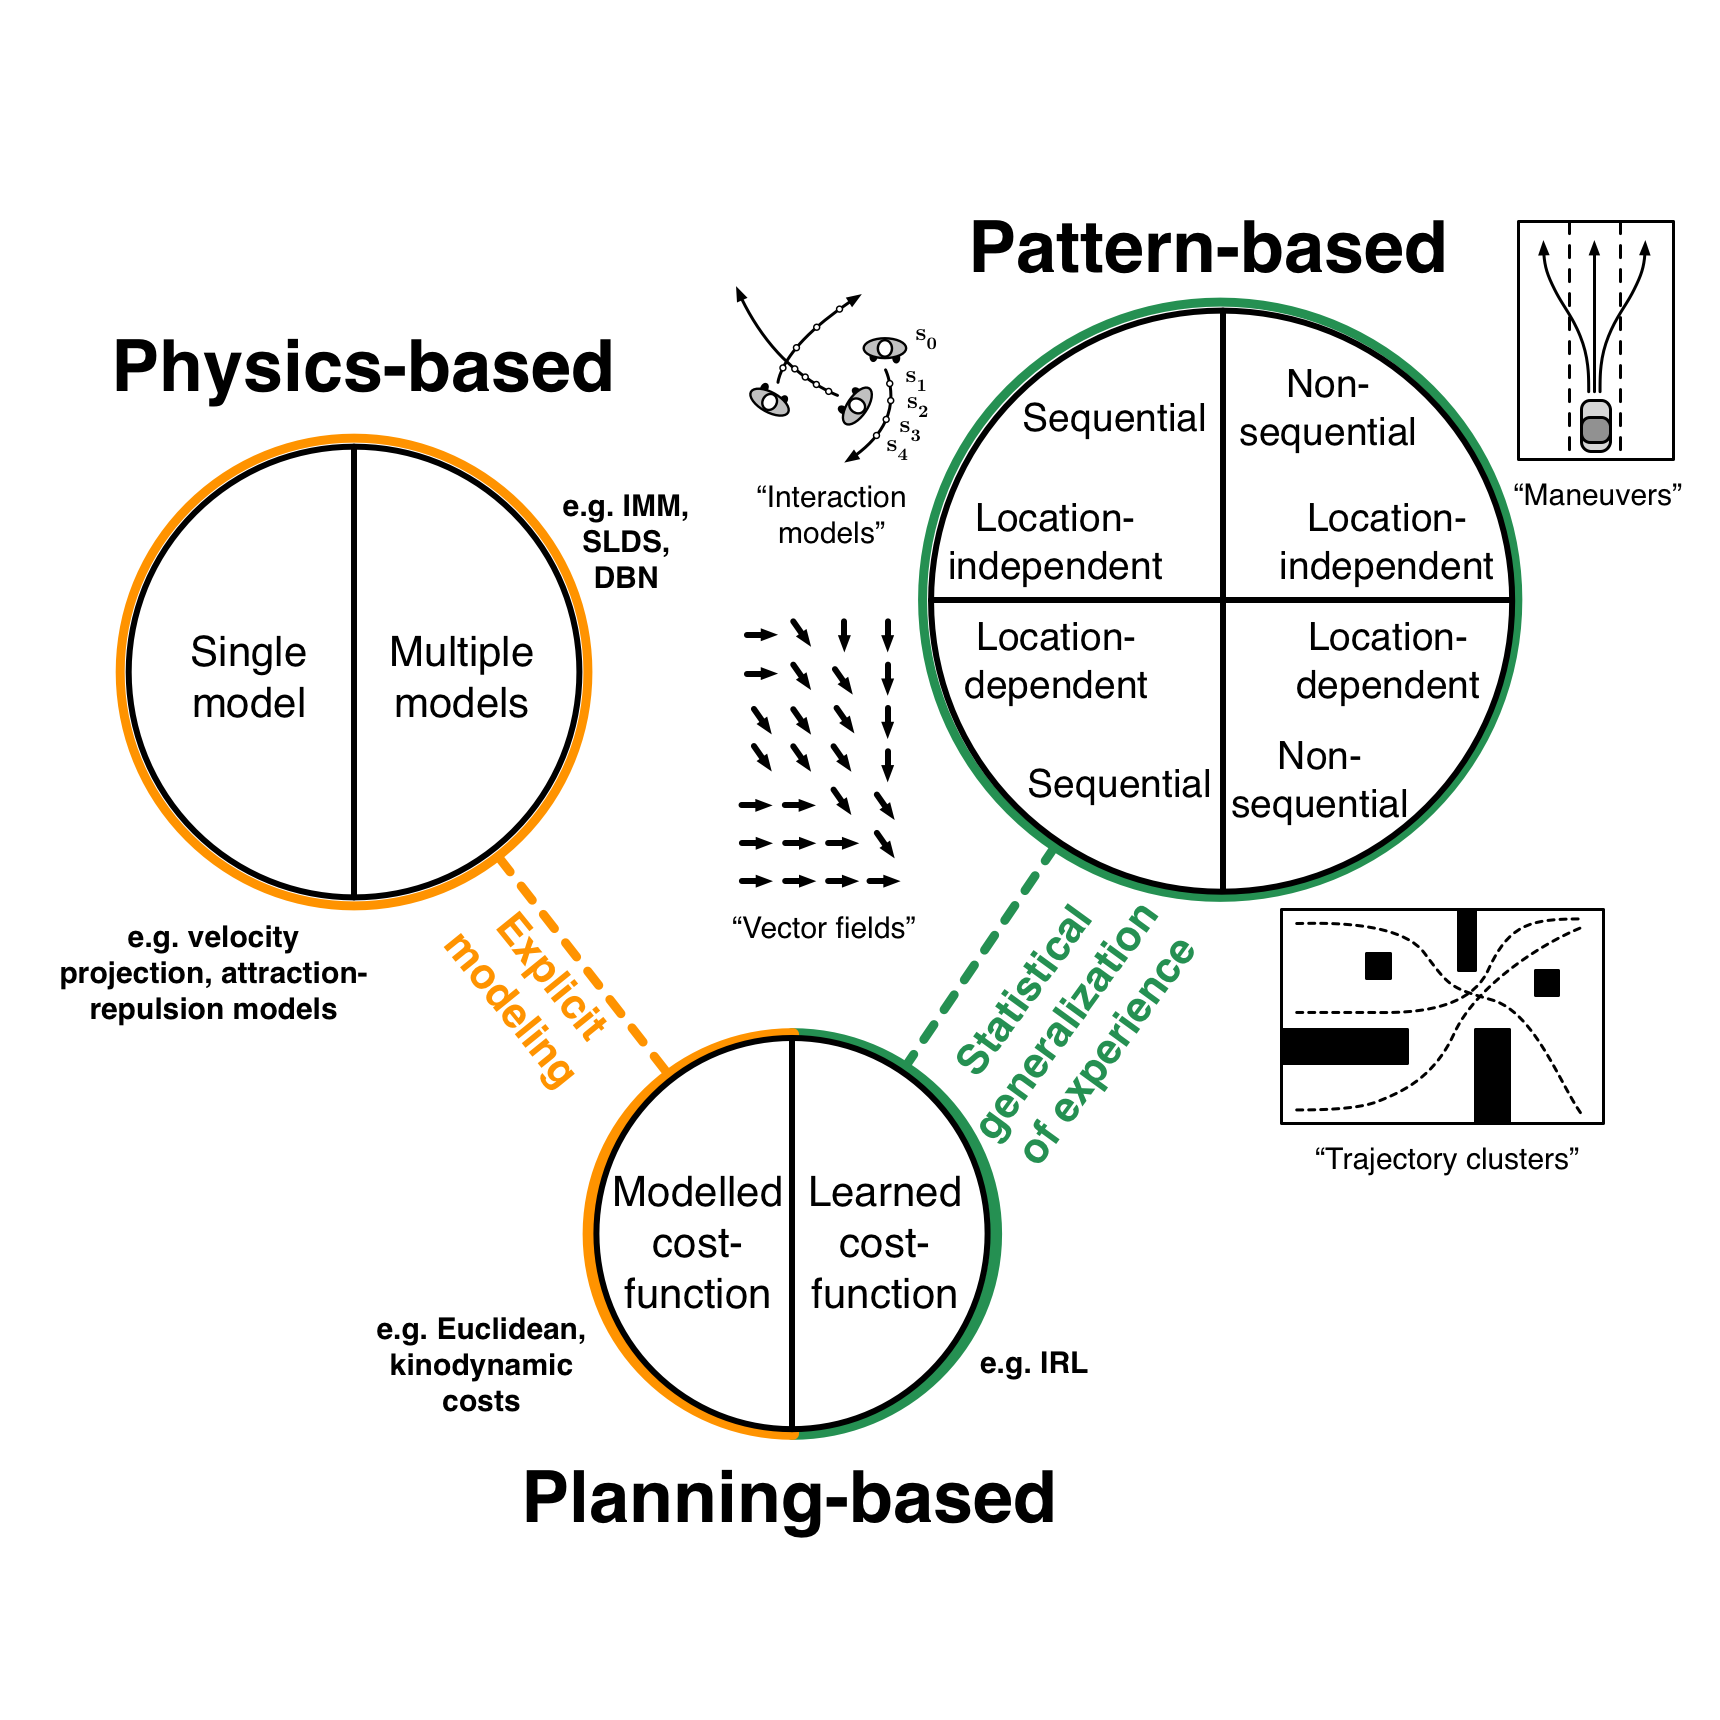 Physics-based
Single
model
Multiple
models
e.g. IMM,
SLDS,
DBN
e.g. velocity
projection, attraction-
repulsion models
Explicit
modeling
Pattern-based
Sequential
Non-
sequential
Location-
independent
Location-
independent
Location-
dependent
Location-
dependent
Sequential
Non-
sequential
s0
s1
s2
s3
s4
“Interaction
models”
“Maneuvers”
“Vector fields”
“Trajectory clusters”
Statistical
generalization
of experience
Modelled
cost-
function
Learned
cost-
function
e.g. Euclidean,
kinodynamic
costs
e.g. IRL
Planning-based